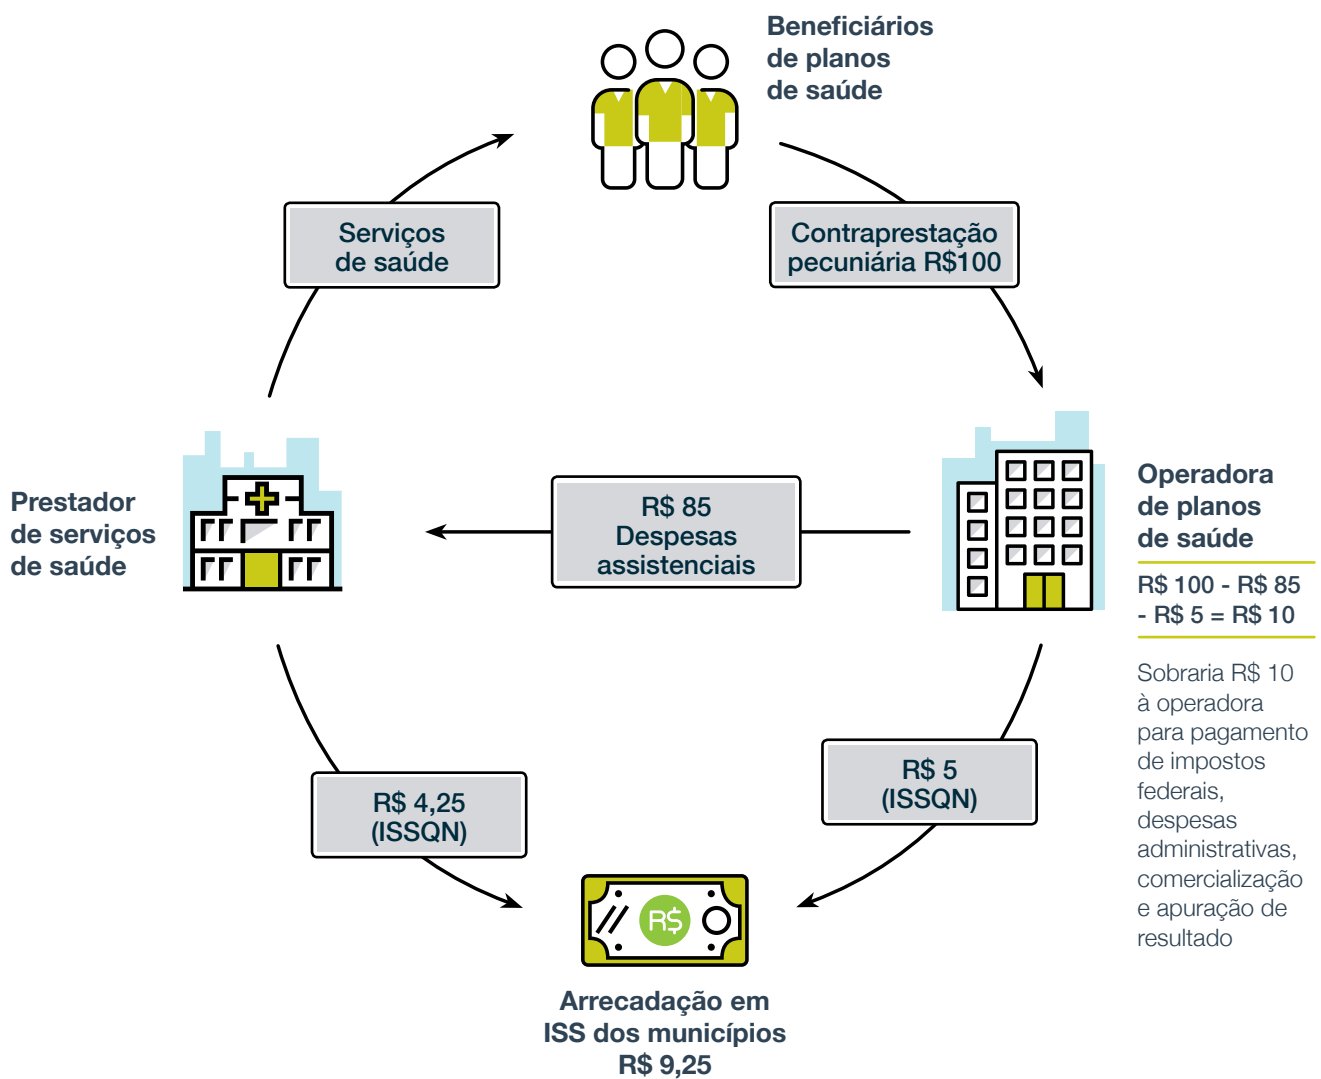 Beneficiários
de planos
de saúde
Serviços
de saúde
Contraprestação
pecuniária R$100
Prestador
de serviços
de saúde
R$ 85
Despesas
assistenciais
Operadora
de planos
de saúde
R$ 100 - R$ 85
- R$ 5 = R$ 10
Sobraria R$ 10
à operadora
para pagamento
de impostos
federais,
despesas
administrativas,
comercialização
e apuração de
resultado
R$ 4,25
(ISSQN)
R$ 5
(ISSQN)
R$
Arrecadação em
ISS dos municípios
R$ 9,25